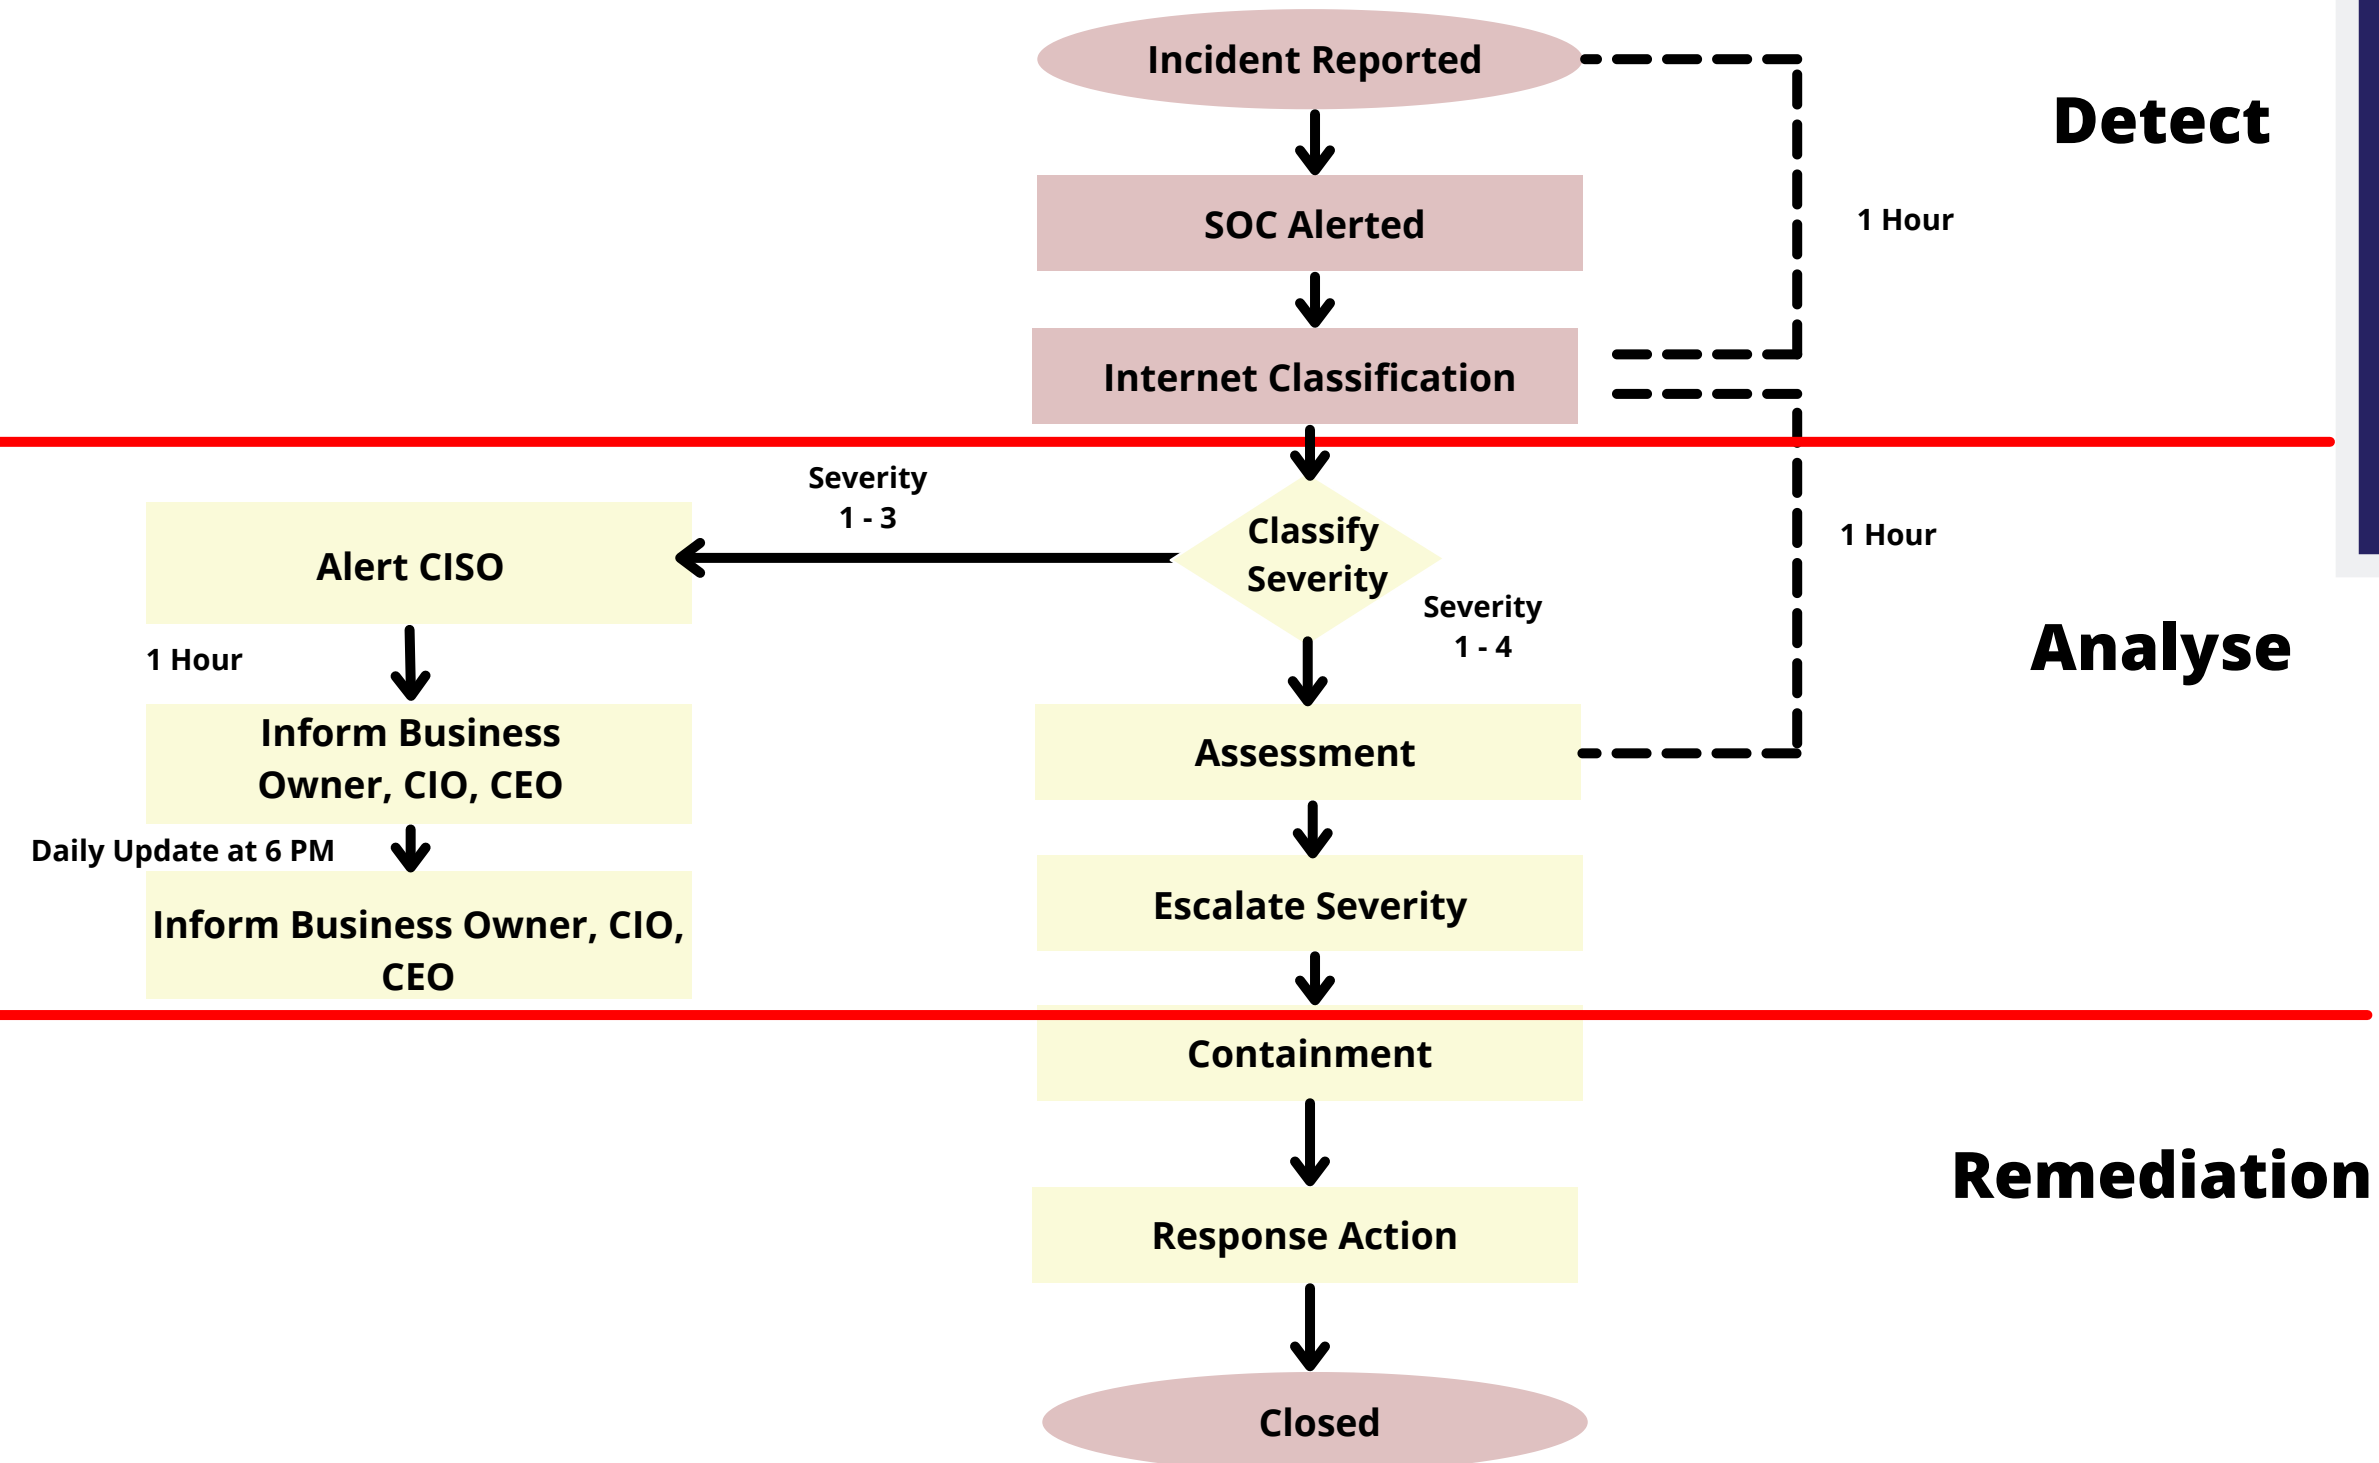 Incident Reported
Detect
SOC Alerted
1 Hour
Internet Classification
Severity
1 - 3
Classify
Severity
1 Hour
Alert CISO
Severity
1 - 4
Analyse
1 Hour
Inform Business
Owner, CIO, CEO
Assessment
Daily Update at 6 PM
Escalate Severity
Inform Business Owner, CIO,
CEO
Containment
Remediation
Response Action
Closed